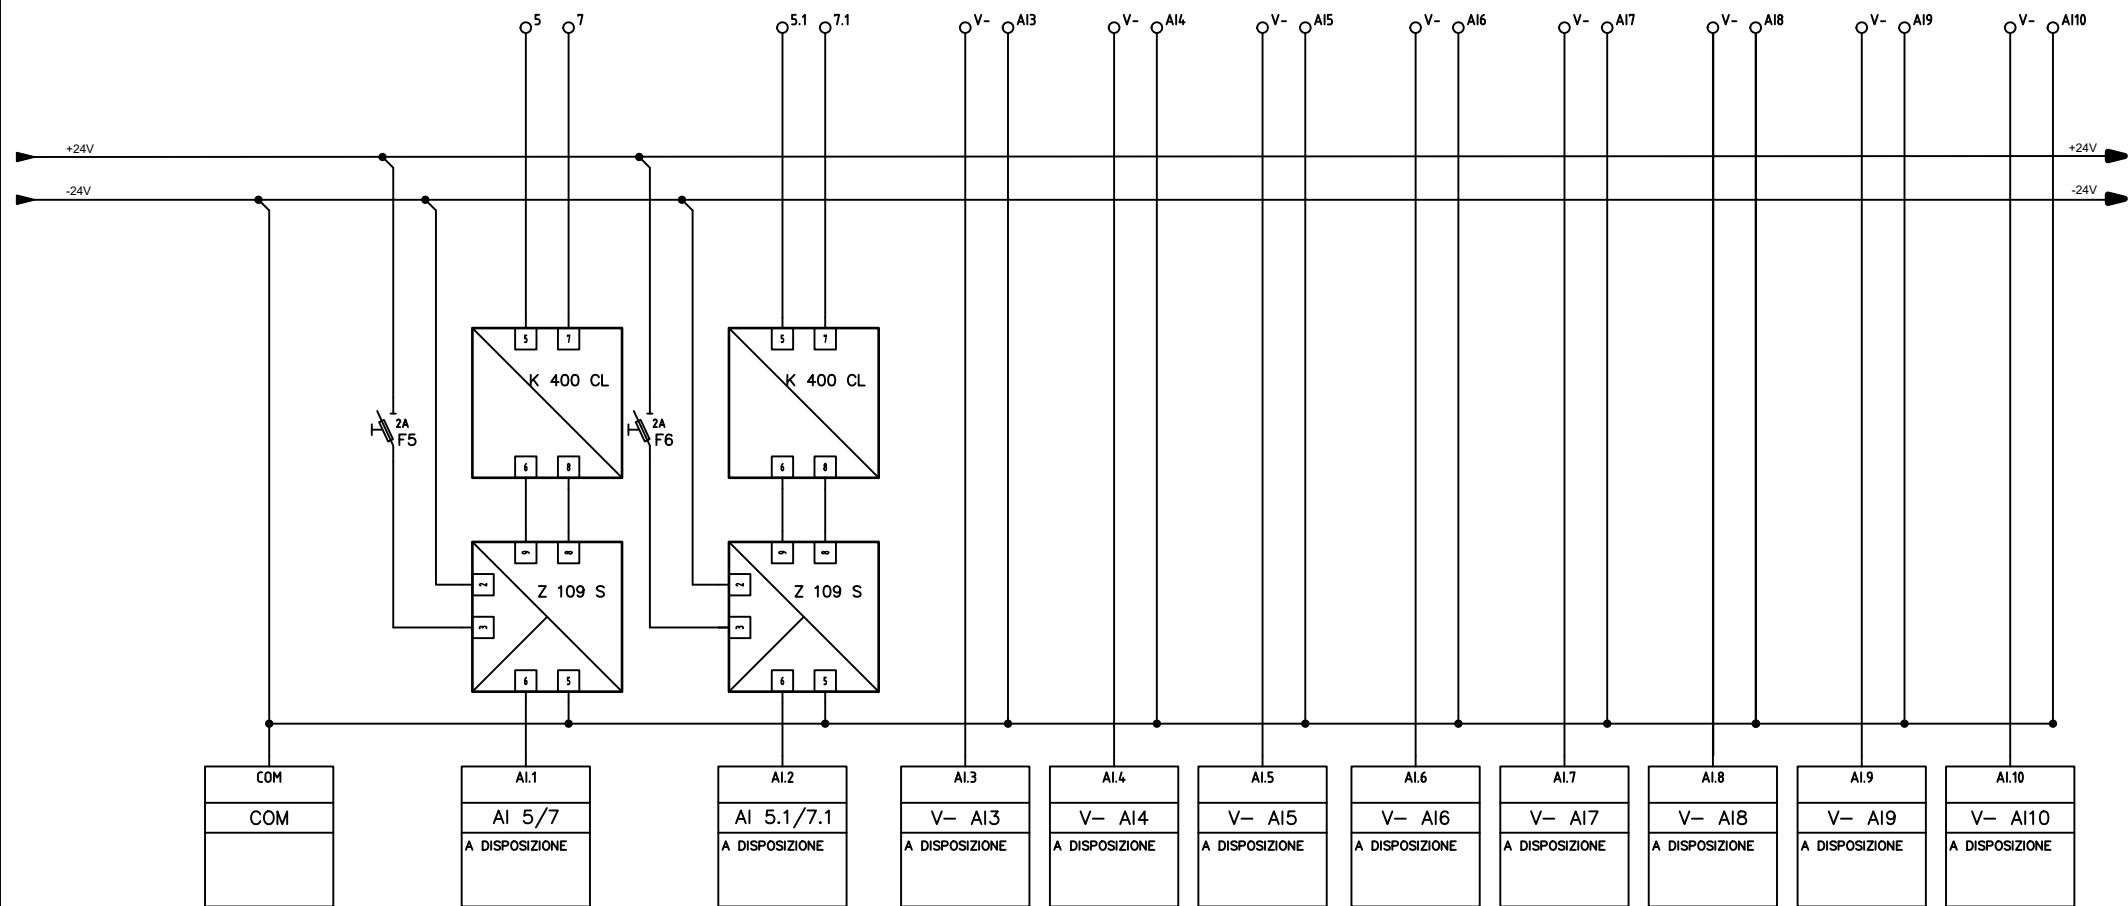 5 7 5.1 7.1 V- AI3 V- AI4 V- AI5 V- AI6 V- AI7 V- AI8 V- AI9 V- AI10
+24V +24V
-24V -24V
5 7 5 7
K 400 CL K 400 CL
2A 2A
F5 F6
6 8 6 8
9 8 9 8
2 Z 109 S 2 Z 109 S
3 3
6 5 6 5
COM AI.1 AI.2 AI.3 AI.4 AI.5 AI.6 AI.7 AI.8 AI.9 AI.10
COM AI 5/7 AI 5.1/7.1 V- AI3 V- AI4 V- AI5 V- AI6 V- AI7 V- AI8 V- AI9 V- AI10
A DISPOSIZIONE A DISPOSIZIONE A DISPOSIZIONE A DISPOSIZIONE A DISPOSIZIONE A DISPOSIZIONE A DISPOSIZIONE A DISPOSIZIONE A DISPOSIZIONE A DISPOSIZIONE